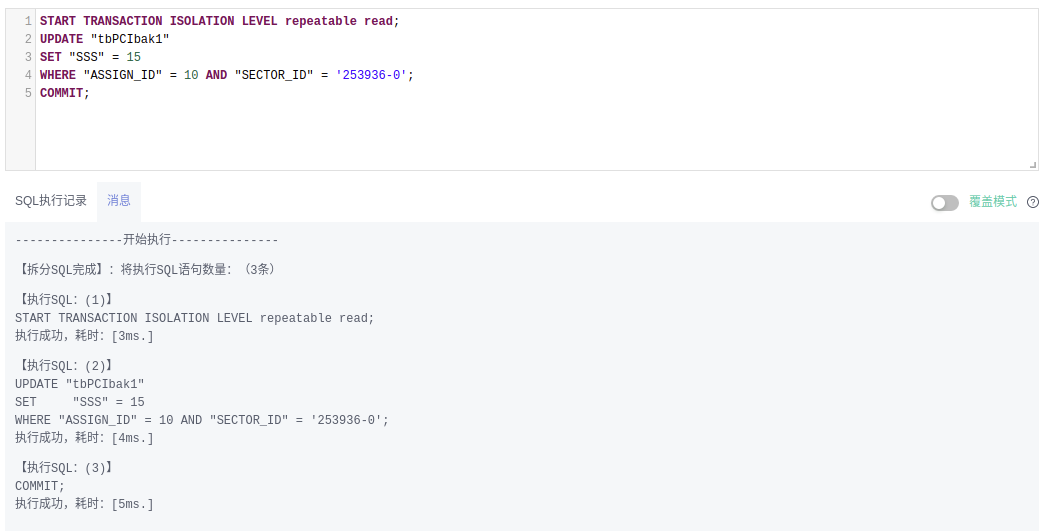 1 START TRANSACTION ISOLATION LEVEL repeatable read;
2 UPDATE "tbPCIbak1"
3 SET "SSS" = 15
4 WHERE "ASSIGN_ID" = 10 AND "SECTOR_ID" = '253936-0';
5 COMMIT;
SQL执行记录 消息 覆盖模式 ?
---------------开始执行---------------
【拆分SQL完成】：将执行SQL语句数量：（3条）
【执行SQL：(1)】
START TRANSACTION ISOLATION LEVEL repeatable read;
执行成功，耗时：[3ms.]
【执行SQL：(2)】
UPDATE "tbPCIbak1"
SET     "SSS" = 15
WHERE "ASSIGN_ID" = 10 AND "SECTOR_ID" = '253936-0';
执行成功，耗时：[4ms.]
【执行SQL：(3)】
COMMIT;
执行成功，耗时：[5ms.]